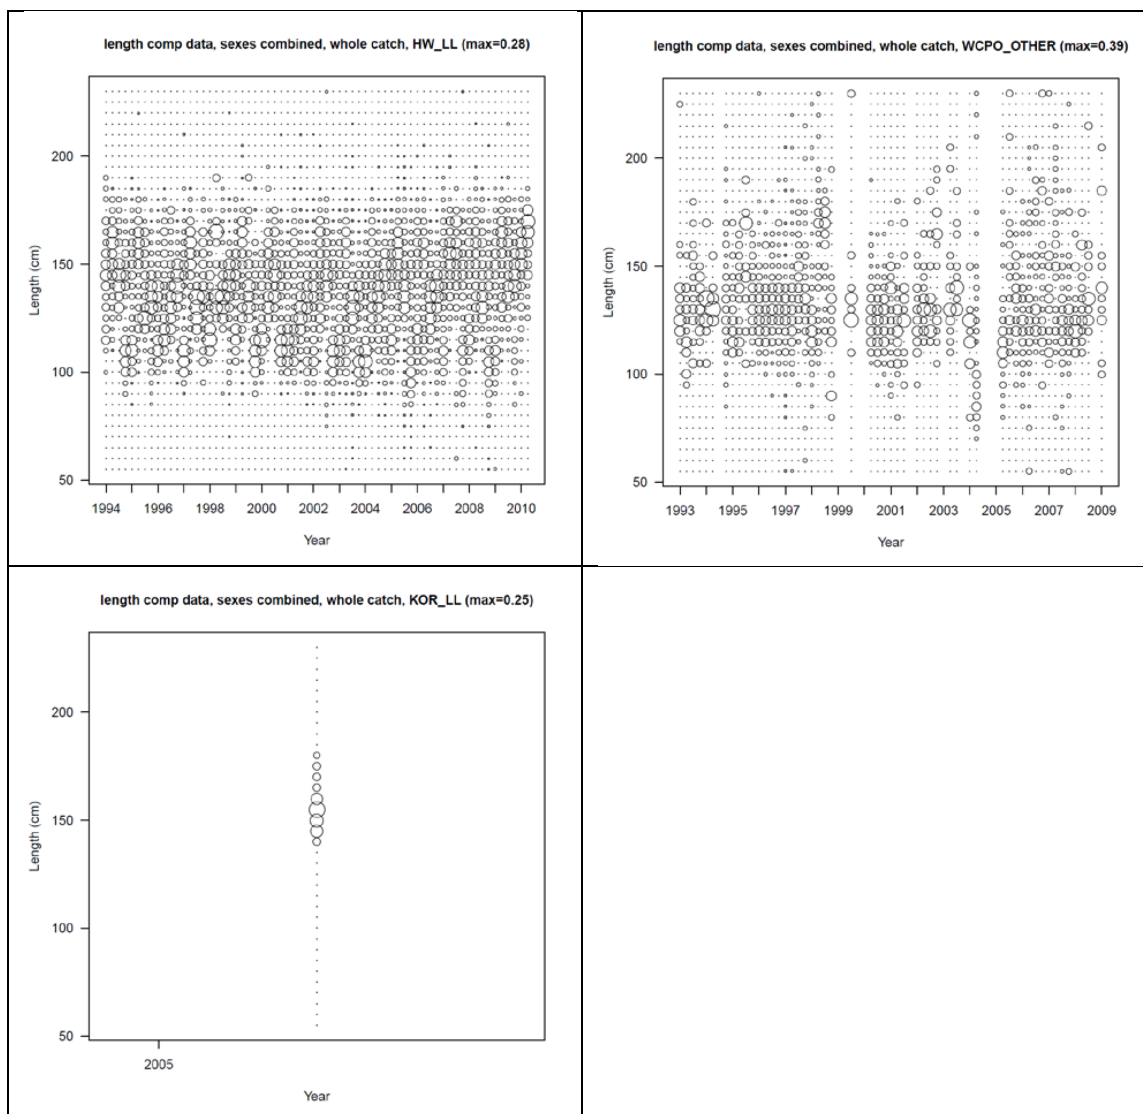 length comp data, sexes combined, whole catch, HW_LL (max=0.28)
Length (cm)
200
150
100
50
1994 1996 1998 2000 2002 2004 2006 2008 2010
Year
length comp data, sexes combined, whole catch, WCPO_OTHER (max=0.39)
Length (cm)
200
150
100
50
1993 1995 1997 1999 2001 2003 2005 2007 2009
Year
length comp data, sexes combined, whole catch, KOR_LL (max=0.25)
Length (cm)
200
150
100
50
2005
Year